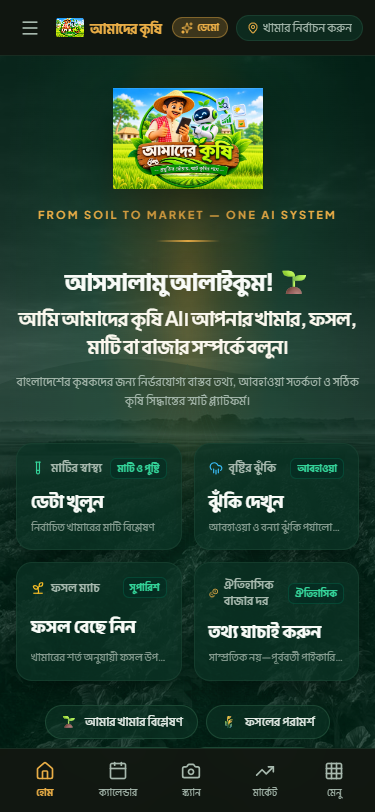 আমাদের কৃষি
ডেমো
খামার নির্বাচন করুন
আমাদের কৃষি
FROM SOIL TO MARKET — ONE AI SYSTEM
আসসালামু আলাইকুম!
আমি আমাদের কৃষি AI। আপনার খামার, ফসল,
মাটি বা বাজার সম্পর্কে বলুন।
বাংলাদেশের কৃষকদের জন্য নির্ভরযোগ্য বাস্তব তথ্য, আবহাওয়া সতর্কতা ও সঠিক
কৃষি সিদ্ধান্তের স্মার্ট প্ল্যাটফর্ম।
মাটির স্বাস্থ্য
মাটি ও পুষ্টি
ডেটা খুলুন
নির্বাচিত খামারের মাটি বিশ্লেষণ
বৃষ্টির ঝুঁকি
আবহাওয়া
ঝুঁকি দেখুন
আবহাওয়া ও বন্যা ঝুঁকি পর্যালো...
ফসল ম্যাচ
সুপারিশ
ফসল বেছে নিন
খামারের শর্ত অনুযায়ী ফসল উপ...
ঐতিহাসিক
বাজার দর
ঐতিহাসিক
তথ্য যাচাই করুন
সাম্প্রতিক নয়—পূর্ববর্তী পাইকারি...
আমার খামার বিশ্লেষণ
ফসলের পরামর্শ
হোম
ক্যালেন্ডার
স্ক্যান
মার্কেট
মেনু